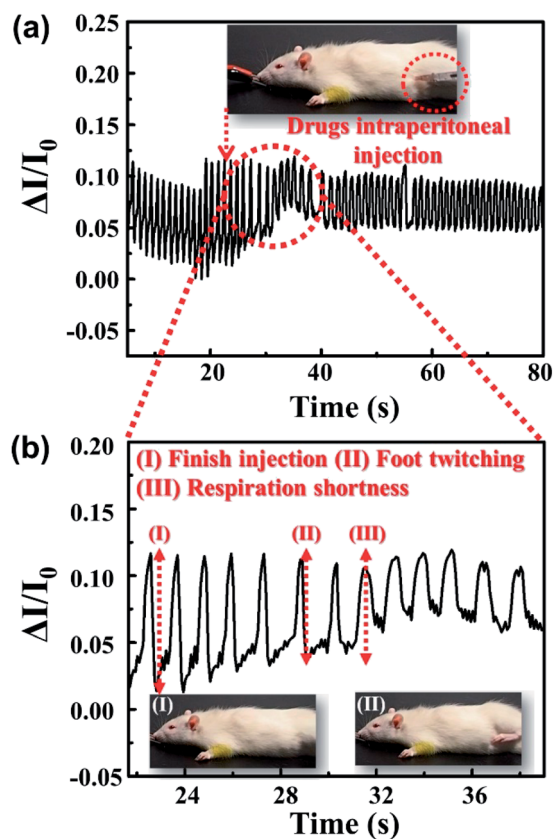 (a)
0.25
0.20
0.15
0.10
0.05
0.00
-0.05
ΔI/I₀
Drugs intraperitoneal
injection
20 40 60 80
Time (s)
(b)
0.20
0.15
0.10
0.05
0.00
-0.05
ΔI/I₀
(I) Finish injection (II) Foot twitching
(III) Respiration shortness
(I) (II) (III)
(I) (II)
24 28 32 36
Time (s)